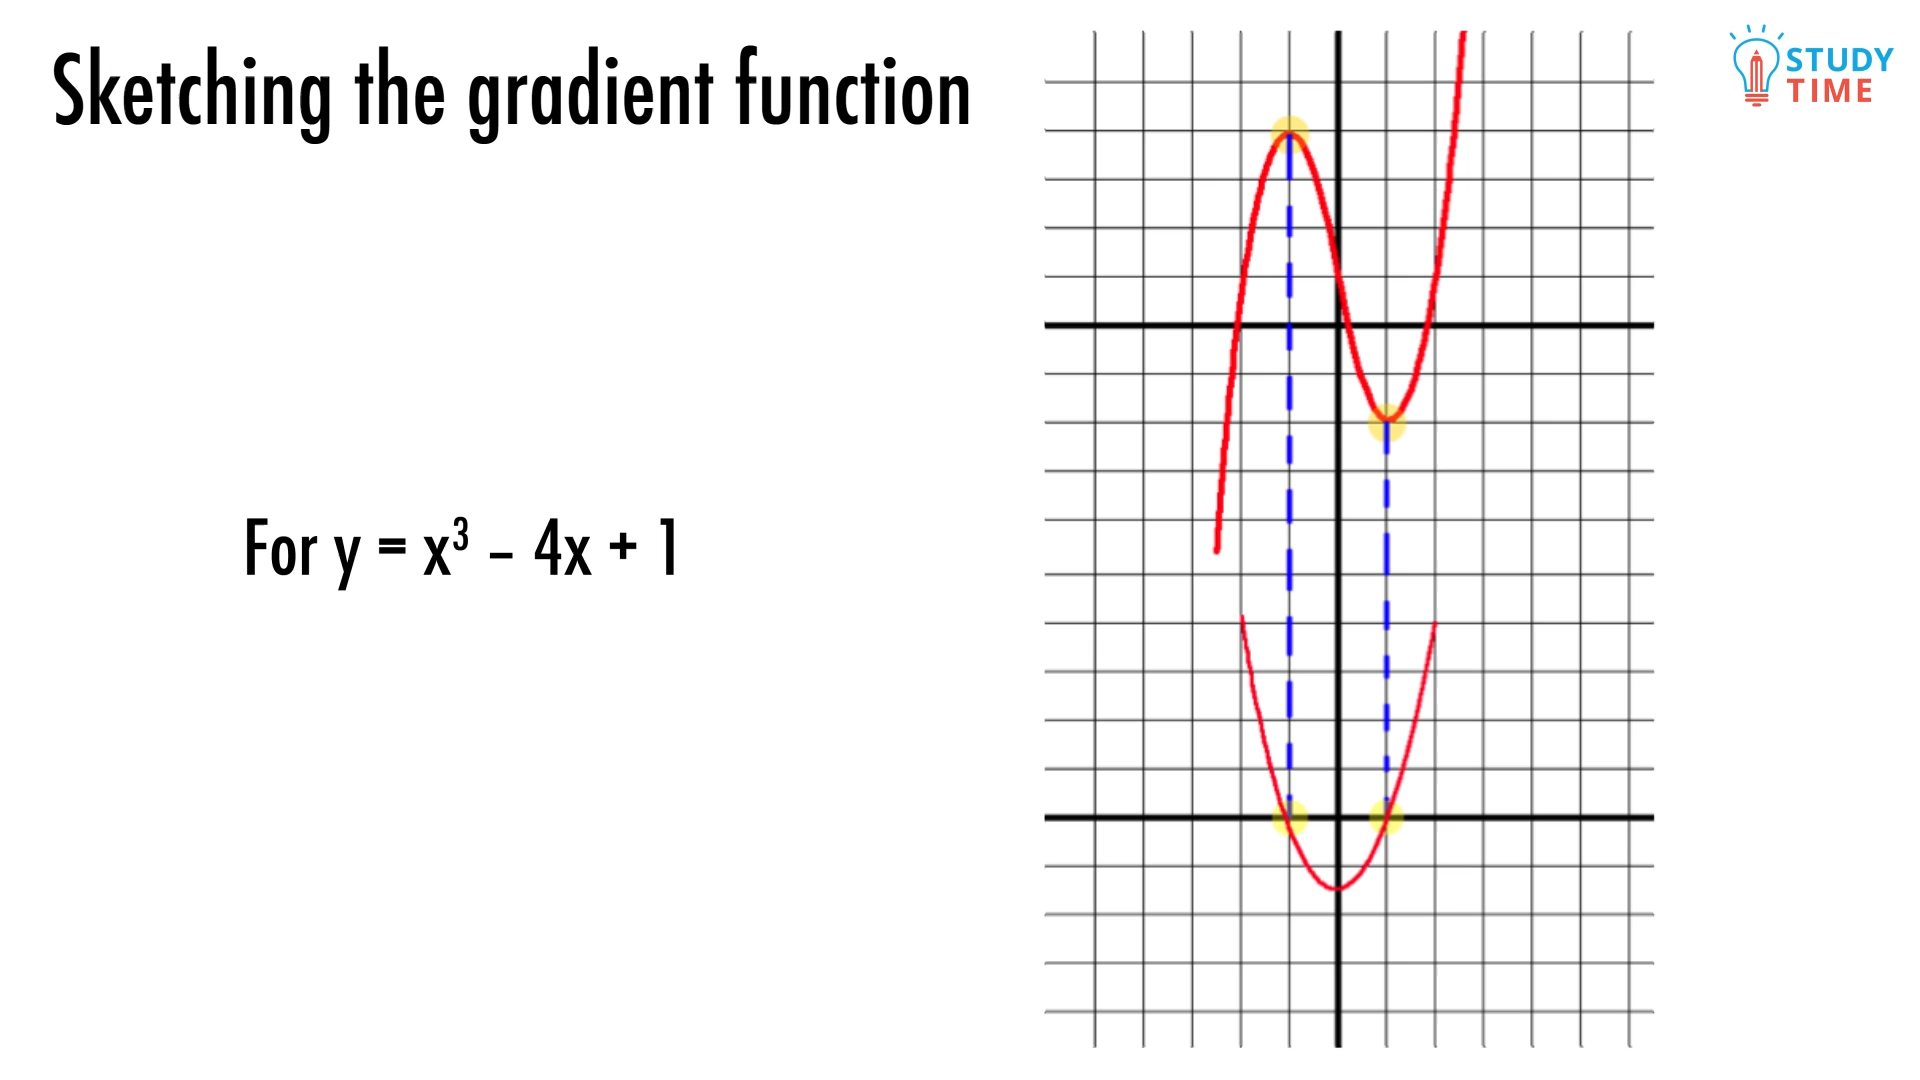 Sketching the gradient function
STUDY
TIME
For y = x³ – 4x + 1